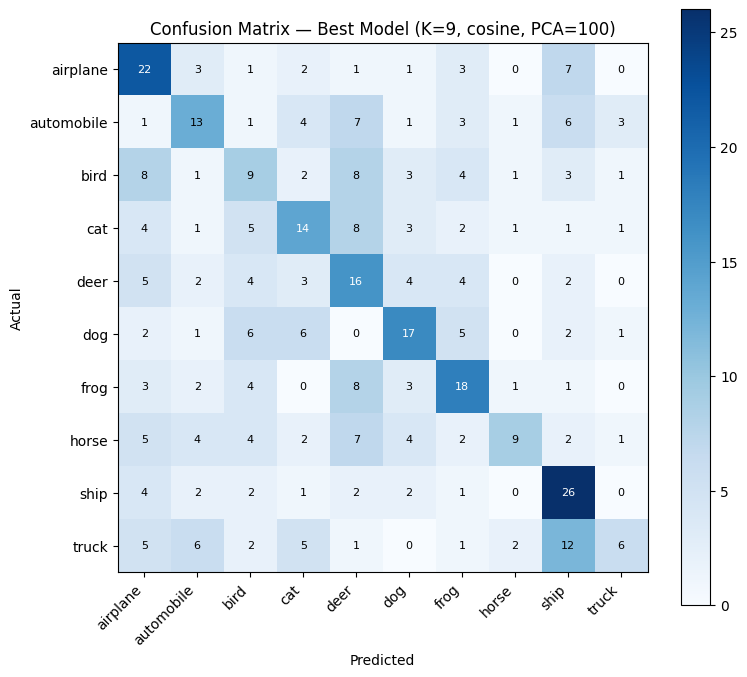 Confusion Matrix — Best Model (K=9, cosine, PCA=100)
airplane 22 3 1 2 1 1 3 0 7 0
automobile 1 13 1 4 7 1 3 1 6 3
bird 8 1 9 2 8 3 4 1 3 1
cat 4 1 5 14 8 3 2 1 1 1
deer 5 2 4 3 16 4 4 0 2 0
dog 2 1 6 6 0 17 5 0 2 1
frog 3 2 4 0 8 3 18 1 1 0
horse 5 4 4 2 7 4 2 9 2 1
ship 4 2 2 1 2 2 1 0 26 0
truck 5 6 2 5 1 0 1 2 12 6
airplane automobile bird cat deer dog frog horse ship truck
Predicted
Actual
25
20
15
10
5
0